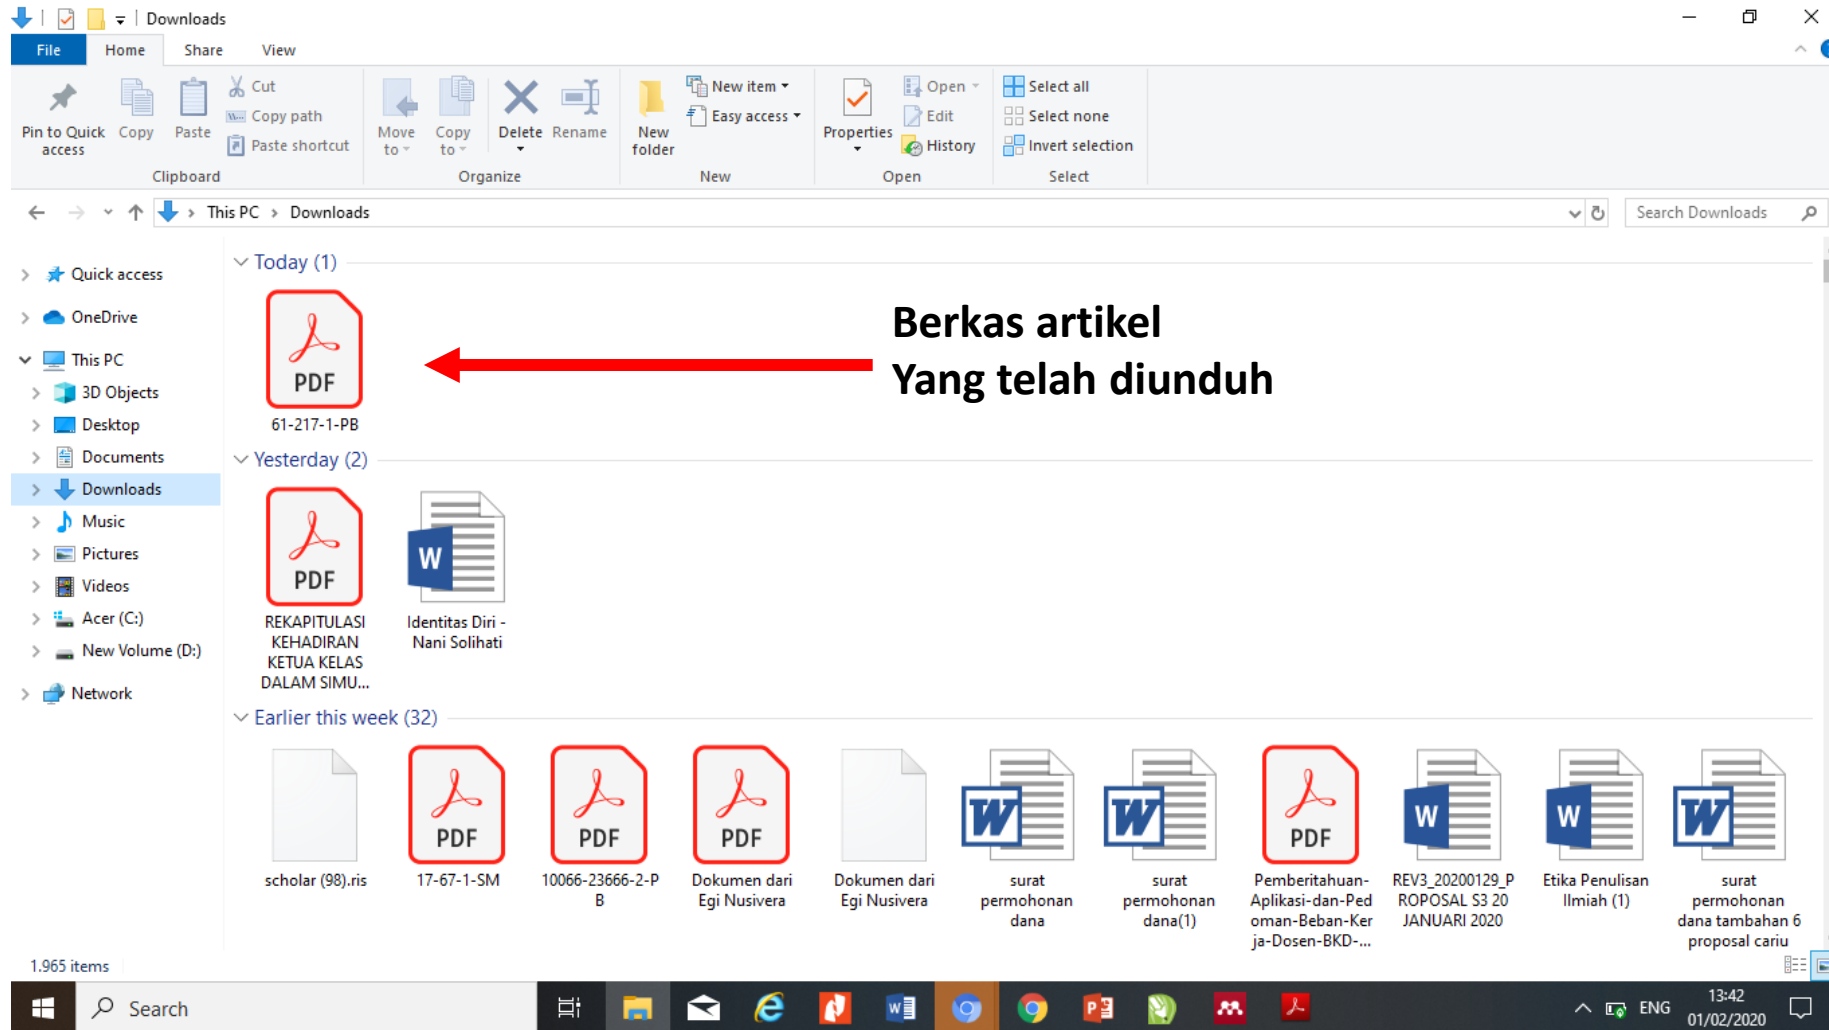 Downloads
File Home Share View
Pin to Quick access
Copy
Paste
Cut
Copy path
Paste shortcut
Clipboard
Move to
Copy to
Delete
Rename
Organize
New folder
New item
Easy access
New
Properties
Open
Edit
History
Open
Select all
Select none
Invert selection
Select
This PC > Downloads
Search Downloads
Quick access
OneDrive
This PC
3D Objects
Desktop
Documents
Downloads
Music
Pictures
Videos
Acer (C:)
New Volume (D:)
Network
Today (1)
PDF
61-217-1-PB
Berkas artikel
Yang telah diunduh
Yesterday (2)
PDF
REKAPITULASI
KEHADIRAN
KETUA KELAS
DALAM SIMU...
W
Identitas Diri -
Nani Solihati
Earlier this week (32)
scholar (98).ris
PDF
17-67-1-SM
PDF
10066-23666-2-P
B
PDF
Dokumen dari
Egi Nusivera
Dokumen dari
Egi Nusivera
W
surat
permohonan
dana
W
surat
permohonan
dana(1)
PDF
Pemberitahuan-
Aplikasi-dan-Ped
oman-Beban-Ker
ja-Dosen-BKD-...
W
REV3_20200129_P
ROPOSAL S3 20
JANUARI 2020
W
Etika Penulisan
Ilmiah (1)
W
surat
permohonan
dana tambahan 6
proposal cariu
1.965 items
Search
ENG
13:42
01/02/2020